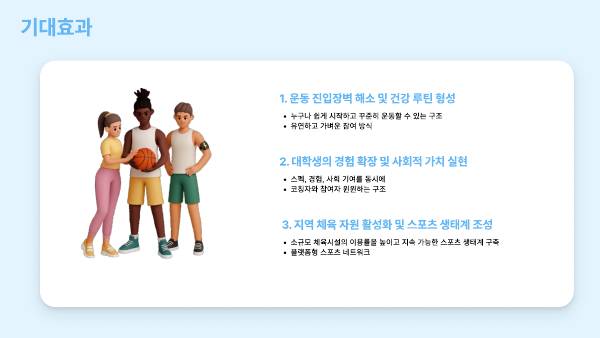 기대효과
1. 운동 진입장벽 해소 및 건강 루틴 형성
• 누구나 쉽게 시작하고 꾸준히 운동할 수 있는 구조
• 유연하고 가벼운 참여 방식
2. 대학생의 경험 확장 및 사회적 가치 실현
• 스펙, 경험, 사회 기여를 동시에
• 코칭자와 참여자 윈윈하는 구조
3. 지역 체육 자원 활성화 및 스포츠 생태계 조성
• 소규모 체육시설의 이용률을 높이고 지속 가능한 스포츠 생태계 구축
• 플랫폼형 스포츠 네트워크